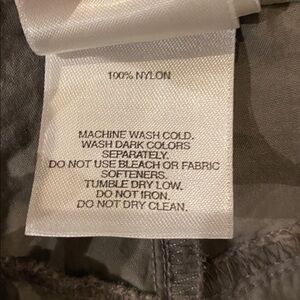 100% NYLON
MACHINE WASH COLD.
WASH DARK COLORS
SEPARATELY.
DO NOT USE BLEACH OR FABRIC
SOFTENERS.
TUMBLE DRY LOW.
DO NOT IRON.
DO NOT DRY CLEAN.